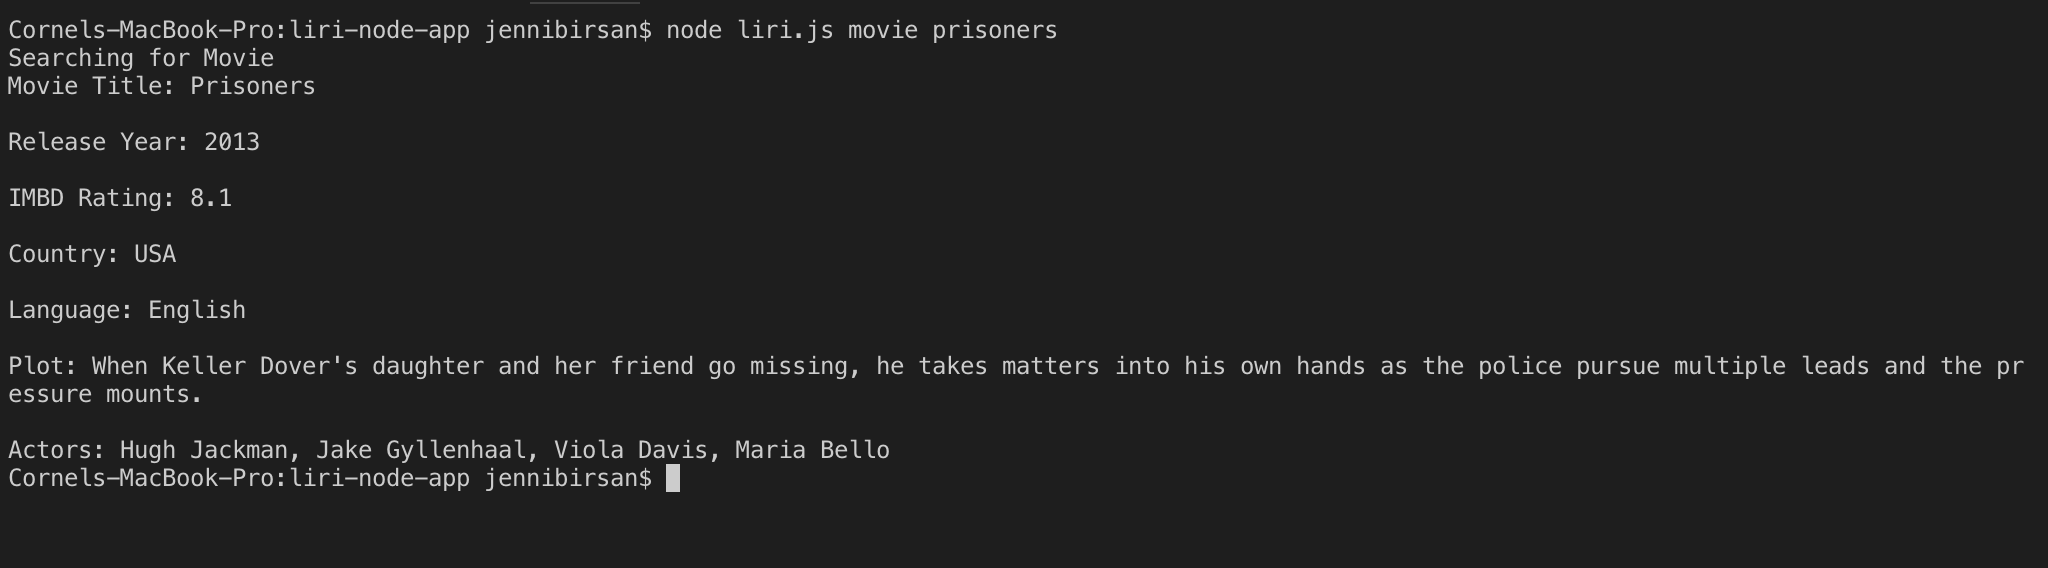 Cornels-MacBook-Pro:liri-node-app jennibirsan$ node liri.js movie prisoners
Searching for Movie
Movie Title: Prisoners
Release Year: 2013
IMBD Rating: 8.1
Country: USA
Language: English
Plot: When Keller Dover's daughter and her friend go missing, he takes matters into his own hands as the police pursue multiple leads and the pr
essure mounts.
Actors: Hugh Jackman, Jake Gyllenhaal, Viola Davis, Maria Bello
Cornels-MacBook-Pro:liri-node-app jennibirsan$